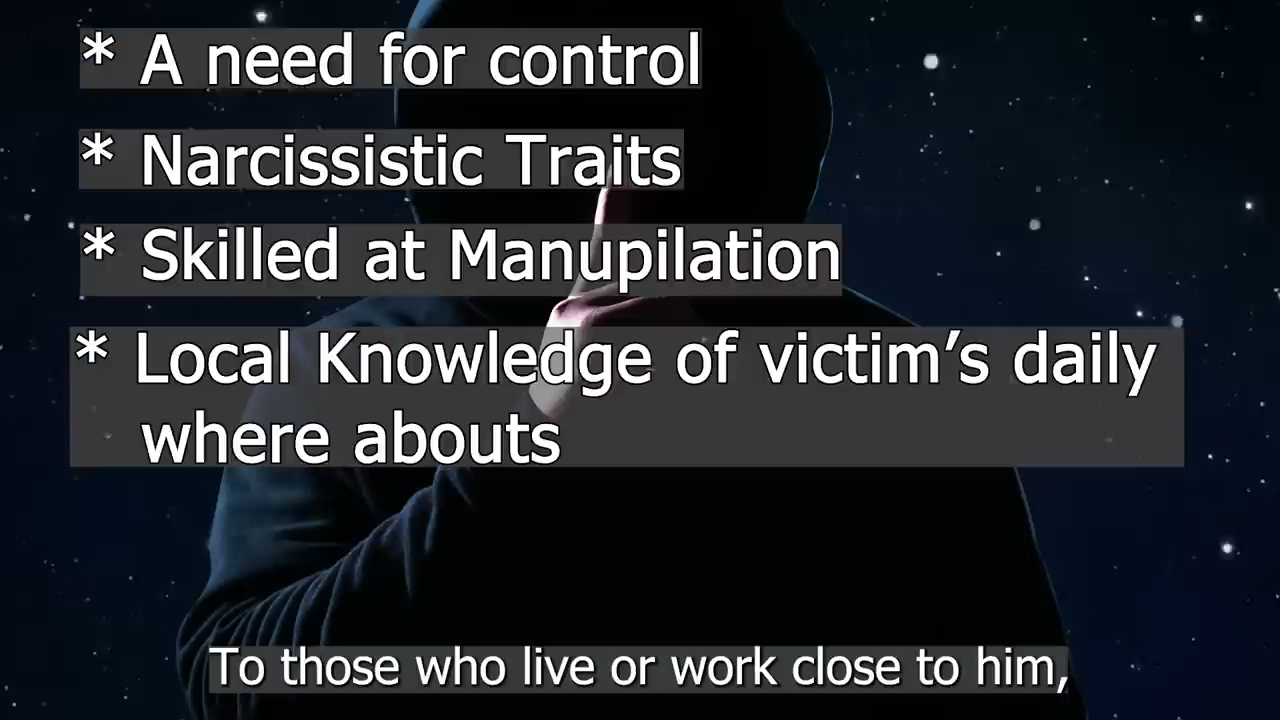 * A need for control
* Narcissistic Traits
* Skilled at Manupilation
* Local Knowledge of victim’s daily
where abouts
To those who live or work close to him,